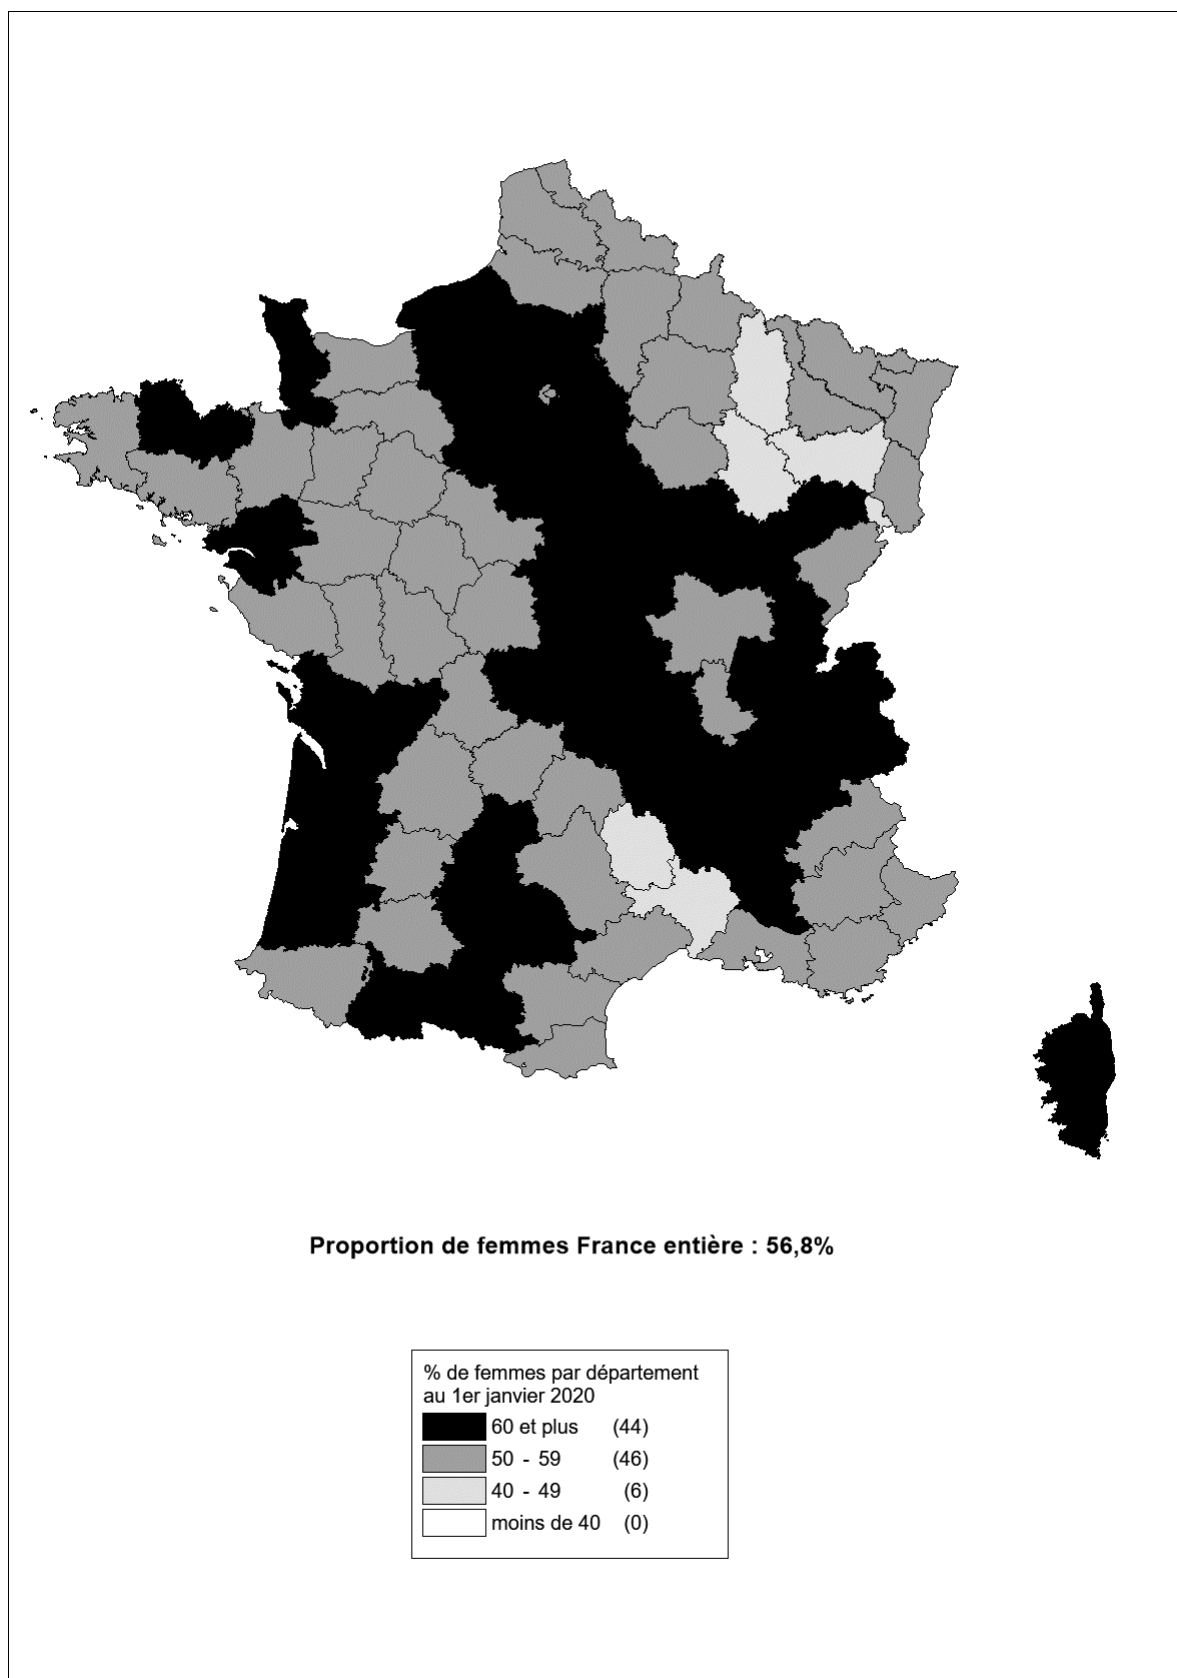 Proportion de femmes France entière : 56,8%
% de femmes par département
au 1er janvier 2020
60 et plus (44)
50 - 59 (46)
40 - 49 (6)
moins de 40 (0)